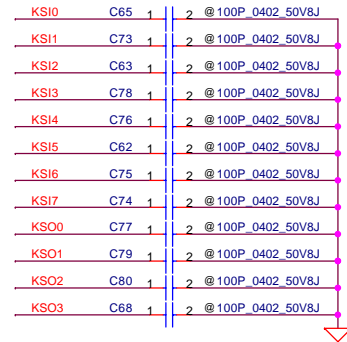 KSI0 C65 1 2 @100P_0402_50V8J
KSI1 C73 1 2 @100P_0402_50V8J
KSI2 C63 1 2 @100P_0402_50V8J
KSI3 C78 1 2 @100P_0402_50V8J
KSI4 C76 1 2 @100P_0402_50V8J
KSI5 C62 1 2 @100P_0402_50V8J
KSI6 C75 1 2 @100P_0402_50V8J
KSI7 C74 1 2 @100P_0402_50V8J
KSO0 C77 1 2 @100P_0402_50V8J
KSO1 C79 1 2 @100P_0402_50V8J
KSO2 C80 1 2 @100P_0402_50V8J
KSO3 C68 1 2 @100P_0402_50V8J